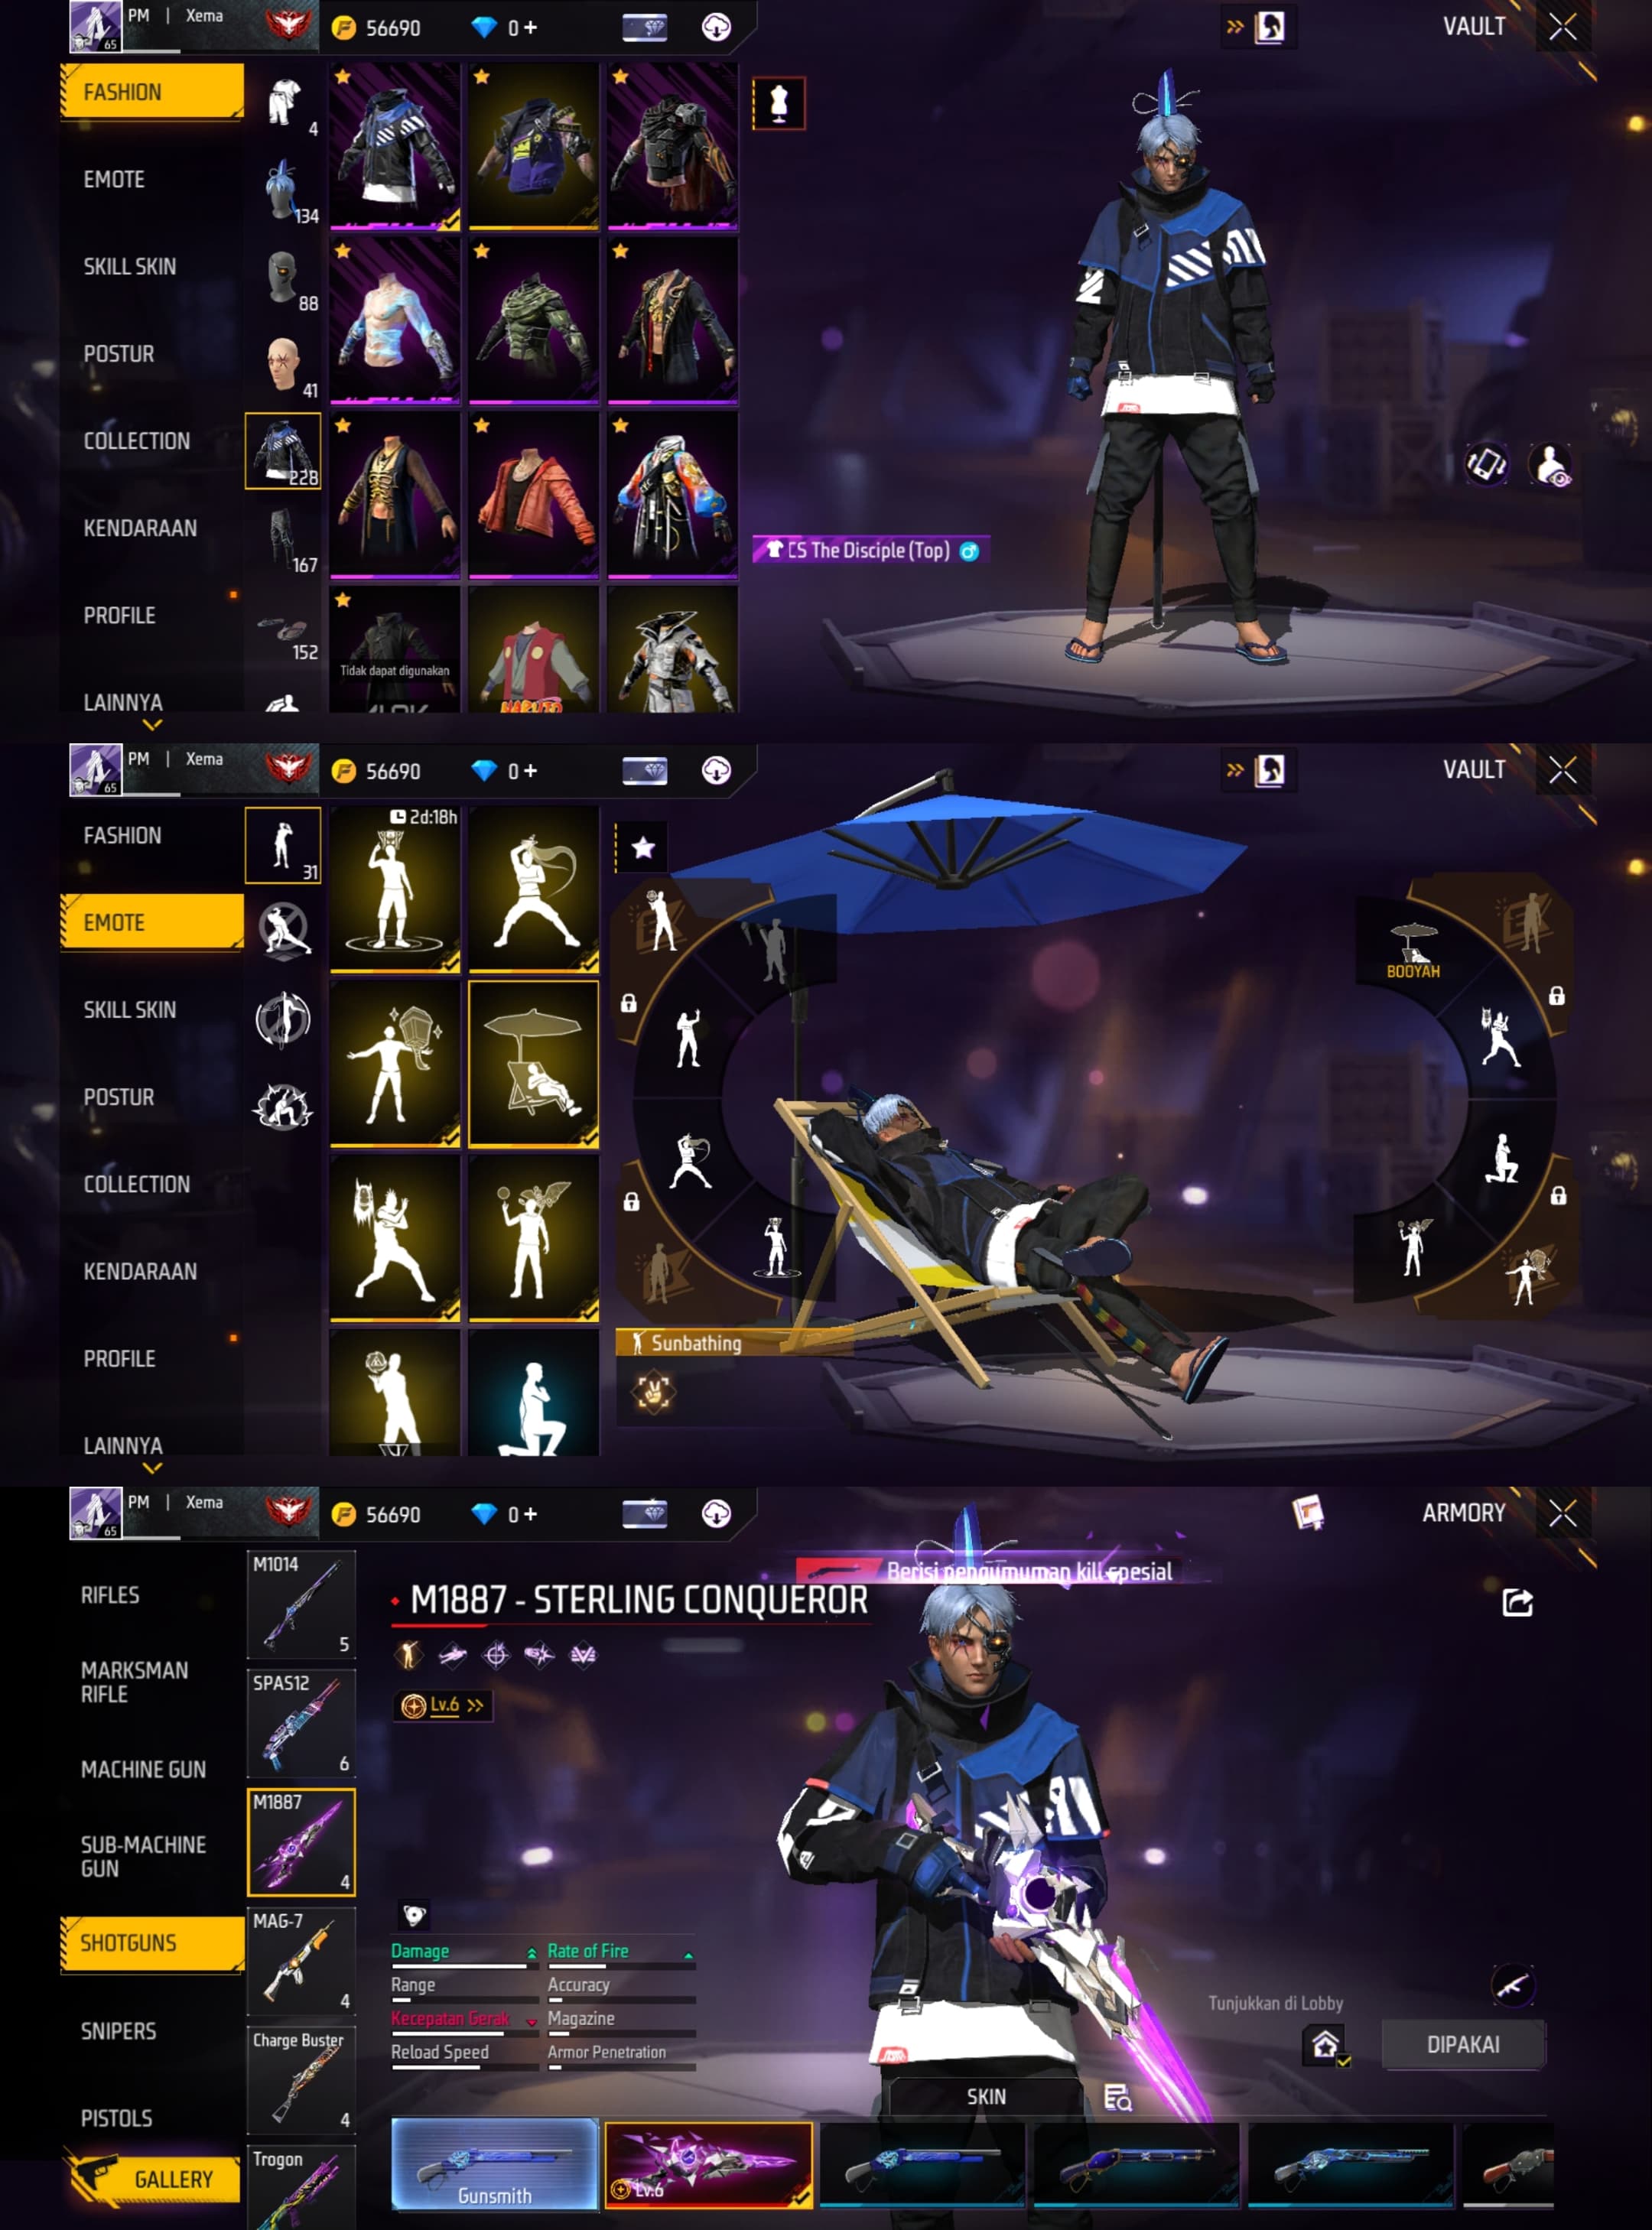 PM | Xema
65
56690
0 +
VAULT
FASHION
EMOTE
SKILL SKIN
POSTUR
COLLECTION
KENDARAAN
PROFILE
LAINNYA
4
134
88
41
228
167
152
Tidak dapat digunakan
NARUTO
CS The Disciple (Top)
PM | Xema
65
56690
0 +
VAULT
FASHION
EMOTE
SKILL SKIN
POSTUR
COLLECTION
KENDARAAN
PROFILE
LAINNYA
31
2d:18h
BOOYAH
Sunbathing
PM | Xema
65
56690
0 +
ARMORY
RIFLES
MARKSMAN
RIFLE
MACHINE GUN
SUB-MACHINE
GUN
SHOTGUNS
SNIPERS
PISTOLS
GALLERY
M1014
5
SPAS12
6
M1887
4
MAG-7
4
Charge Buster
4
Trogon
Berisi pengumuman kill spesial
M1887 - STERLING CONQUEROR
Lv.6
Damage
Rate of Fire
Range
Accuracy
Kecepatan Gerak
Magazine
Reload Speed
Armor Penetration
Tunjukkan di Lobby
DIPAKAI
SKIN
Gunsmith
Lv.6